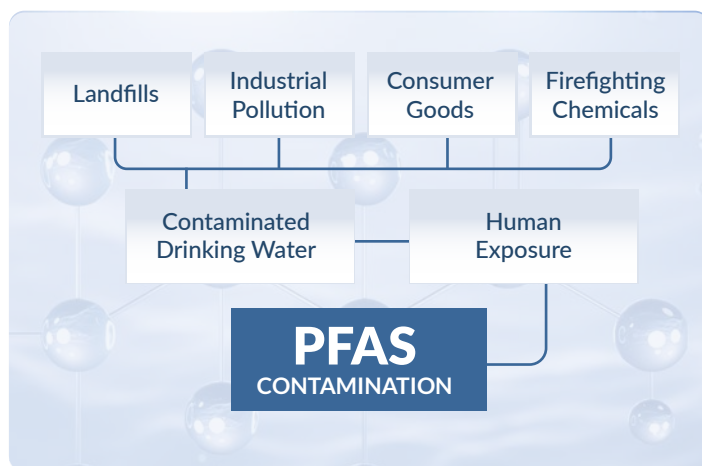 Landfills
Industrial
Pollution
Consumer
Goods
Firefighting
Chemicals
Contaminated
Drinking Water
Human
Exposure
PFAS
CONTAMINATION